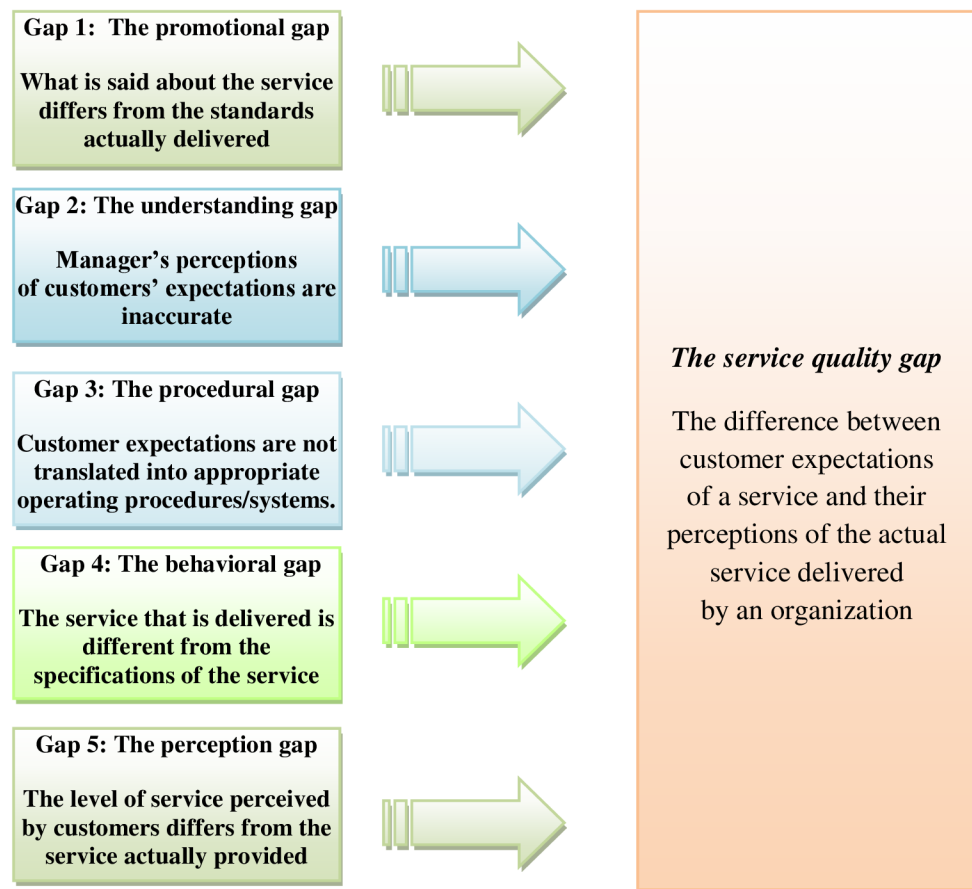 Gap 1: The promotional gap
What is said about the service
differs from the standards
actually delivered
Gap 2: The understanding gap
Manager’s perceptions
of customers’ expectations are
inaccurate
Gap 3: The procedural gap
Customer expectations are not
translated into appropriate
operating procedures/systems.
Gap 4: The behavioral gap
The service that is delivered is
different from the
specifications of the service
Gap 5: The perception gap
The level of service perceived
by customers differs from the
service actually provided
The service quality gap
The difference between
customer expectations
of a service and their
perceptions of the actual
service delivered
by an organization